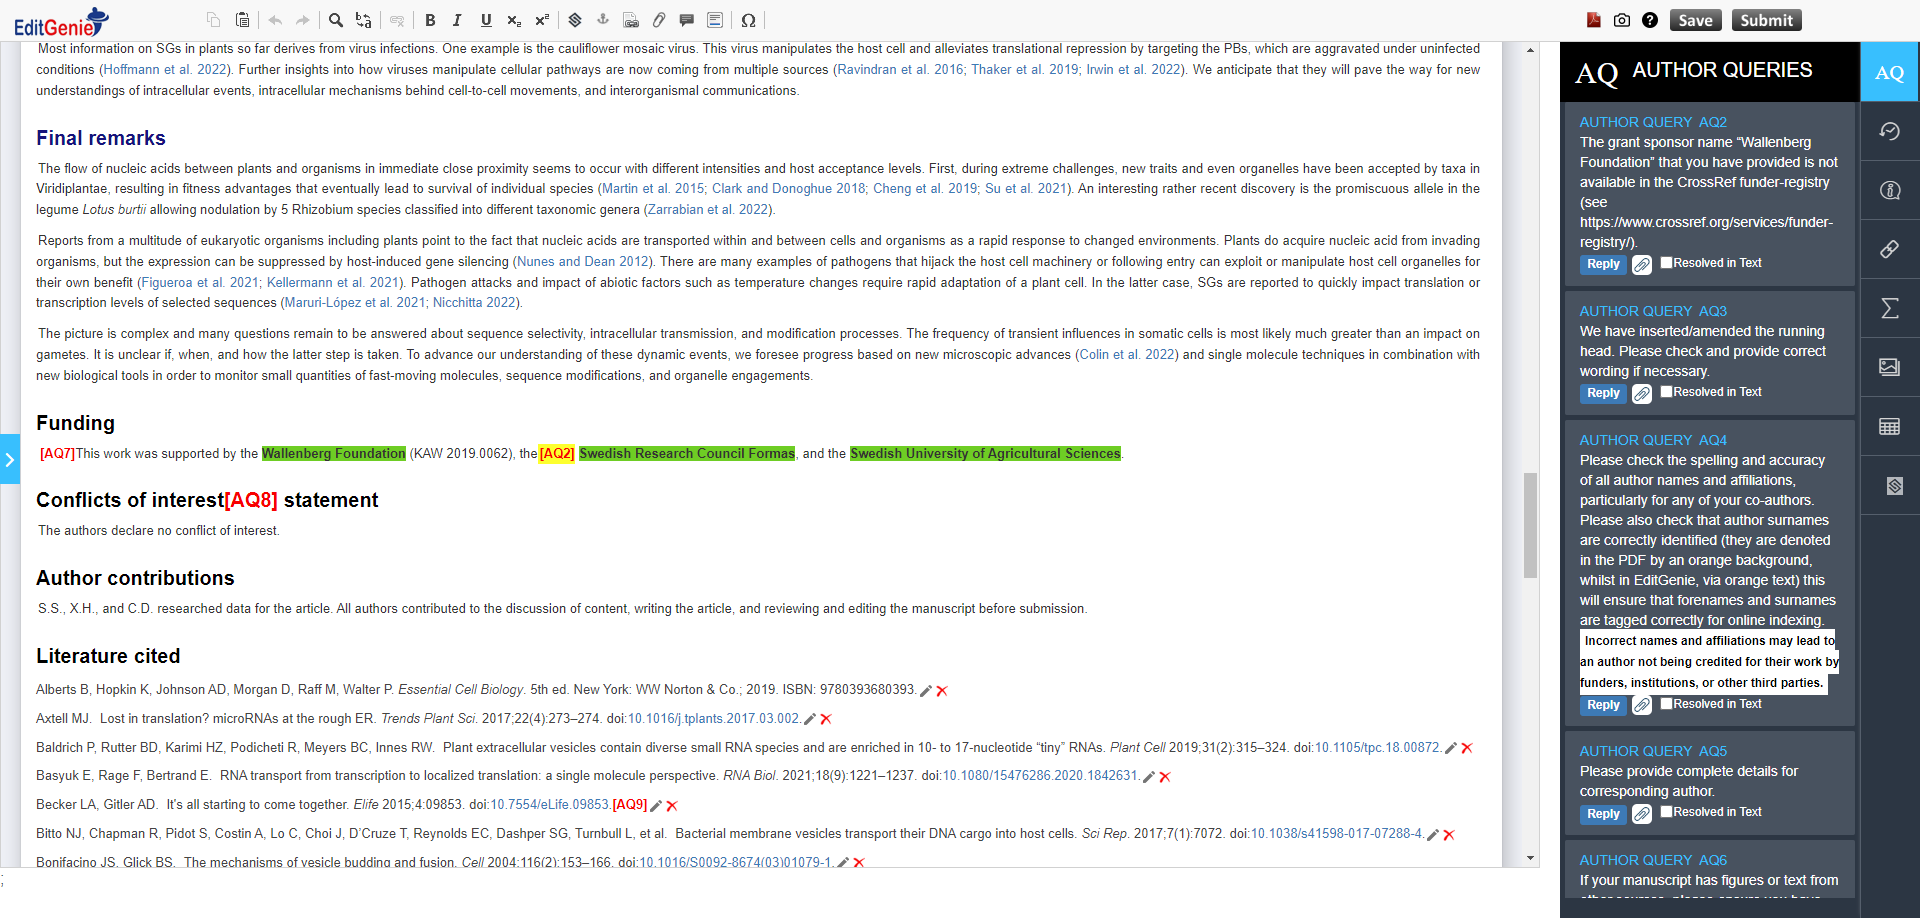 EditGenie
B I U X₂ X² Ω
Save Submit
Most information on SGs in plants so far derives from virus infections. One example is the cauliflower mosaic virus. This virus manipulates the host cell and alleviates translational repression by targeting the PBs, which are aggravated under uninfected
conditions (Hoffmann et al. 2022). Further insights into how viruses manipulate cellular pathways are now coming from multiple sources (Ravindran et al. 2016; Thaker et al. 2019; Irwin et al. 2022). We anticipate that they will pave the way for new
understandings of intracellular events, intracellular mechanisms behind cell-to-cell movements, and interorganismal communications.
Final remarks
The flow of nucleic acids between plants and organisms in immediate close proximity seems to occur with different intensities and host acceptance levels. First, during extreme challenges, new traits and even organelles have been accepted by taxa in
Viridiplantae, resulting in fitness advantages that eventually lead to survival of individual species (Martin et al. 2015; Clark and Donoghue 2018; Cheng et al. 2019; Su et al. 2021). An interesting rather recent discovery is the promiscuous allele in the
legume Lotus burtii allowing nodulation by 5 Rhizobium species classified into different taxonomic genera (Zarrabian et al. 2022).
Reports from a multitude of eukaryotic organisms including plants point to the fact that nucleic acids are transported within and between cells and organisms as a rapid response to changed environments. Plants do acquire nucleic acid from invading
organisms, but the expression can be suppressed by host-induced gene silencing (Nunes and Dean 2012). There are many examples of pathogens that hijack the host cell machinery or following entry can exploit or manipulate host cell organelles for
their own benefit (Figueroa et al. 2021; Kellermann et al. 2021). Pathogen attacks and impact of abiotic factors such as temperature changes require rapid adaptation of a plant cell. In the latter case, SGs are reported to quickly impact translation or
transcription levels of selected sequences (Maruri-López et al. 2021; Nicchitta 2022).
The picture is complex and many questions remain to be answered about sequence selectivity, intracellular transmission, and modification processes. The frequency of transient influences in somatic cells is most likely much greater than an impact on
gametes. It is unclear if, when, and how the latter step is taken. To advance our understanding of these dynamic events, we foresee progress based on new microscopic advances (Colin et al. 2022) and single molecule techniques in combination with
new biological tools in order to monitor small quantities of fast-moving molecules, sequence modifications, and organelle engagements.
Funding
[AQ7]This work was supported by the Wallenberg Foundation (KAW 2019.0062), the [AQ2] Swedish Research Council Formas, and the Swedish University of Agricultural Sciences.
Conflicts of interest[AQ8] statement
The authors declare no conflict of interest.
Author contributions
S.S., X.H., and C.D. researched data for the article. All authors contributed to the discussion of content, writing the article, and reviewing and editing the manuscript before submission.
Literature cited
Alberts B, Hopkin K, Johnson AD, Morgan D, Raff M, Walter P. Essential Cell Biology. 5th ed. New York: WW Norton & Co.; 2019. ISBN: 9780393680393.
Axtell MJ. Lost in translation? microRNAs at the rough ER. Trends Plant Sci. 2017;22(4):273–274. doi:10.1016/j.tplants.2017.03.002.
Baldrich P, Rutter BD, Karimi HZ, Podicheti R, Meyers BC, Innes RW. Plant extracellular vesicles contain diverse small RNA species and are enriched in 10- to 17-nucleotide “tiny” RNAs. Plant Cell 2019;31(2):315–324. doi:10.1105/tpc.18.00872.
Basyuk E, Rage F, Bertrand E. RNA transport from transcription to localized translation: a single molecule perspective. RNA Biol. 2021;18(9):1221–1237. doi:10.1080/15476286.2020.1842631.
Becker LA, Gitler AD. It’s all starting to come together. Elife 2015;4:09853. doi:10.7554/eLife.09853.[AQ9]
Bitto NJ, Chapman R, Pidot S, Costin A, Lo C, Choi J, D’Cruze T, Reynolds EC, Dashper SG, Turnbull L, et al. Bacterial membrane vesicles transport their DNA cargo into host cells. Sci Rep. 2017;7(1):7072. doi:10.1038/s41598-017-07288-4.
Bonifacino JS, Glick BS. The mechanisms of vesicle budding and fusion. Cell 2004;116(2):153–166. doi:10.1016/S0092-8674(03)01079-1.
;
AQ AUTHOR QUERIES
AQ
AUTHOR QUERY AQ2
The grant sponsor name “Wallenberg
Foundation” that you have provided is not
available in the CrossRef funder-registry
(see
https://www.crossref.org/services/funder-
registry/).
Reply Resolved in Text
AUTHOR QUERY AQ3
We have inserted/amended the running
head. Please check and provide correct
wording if necessary.
Reply Resolved in Text
AUTHOR QUERY AQ4
Please check the spelling and accuracy
of all author names and affiliations,
particularly for any of your co-authors.
Please also check that author surnames
are correctly identified (they are denoted
in the PDF by an orange background,
whilst in EditGenie, via orange text) this
will ensure that forenames and surnames
are tagged correctly for online indexing.
Incorrect names and affiliations may lead to
an author not being credited for their work by
funders, institutions, or other third parties.
Reply Resolved in Text
AUTHOR QUERY AQ5
Please provide complete details for
corresponding author.
Reply Resolved in Text
AUTHOR QUERY AQ6
If your manuscript has figures or text from
other sources, please ensure you have